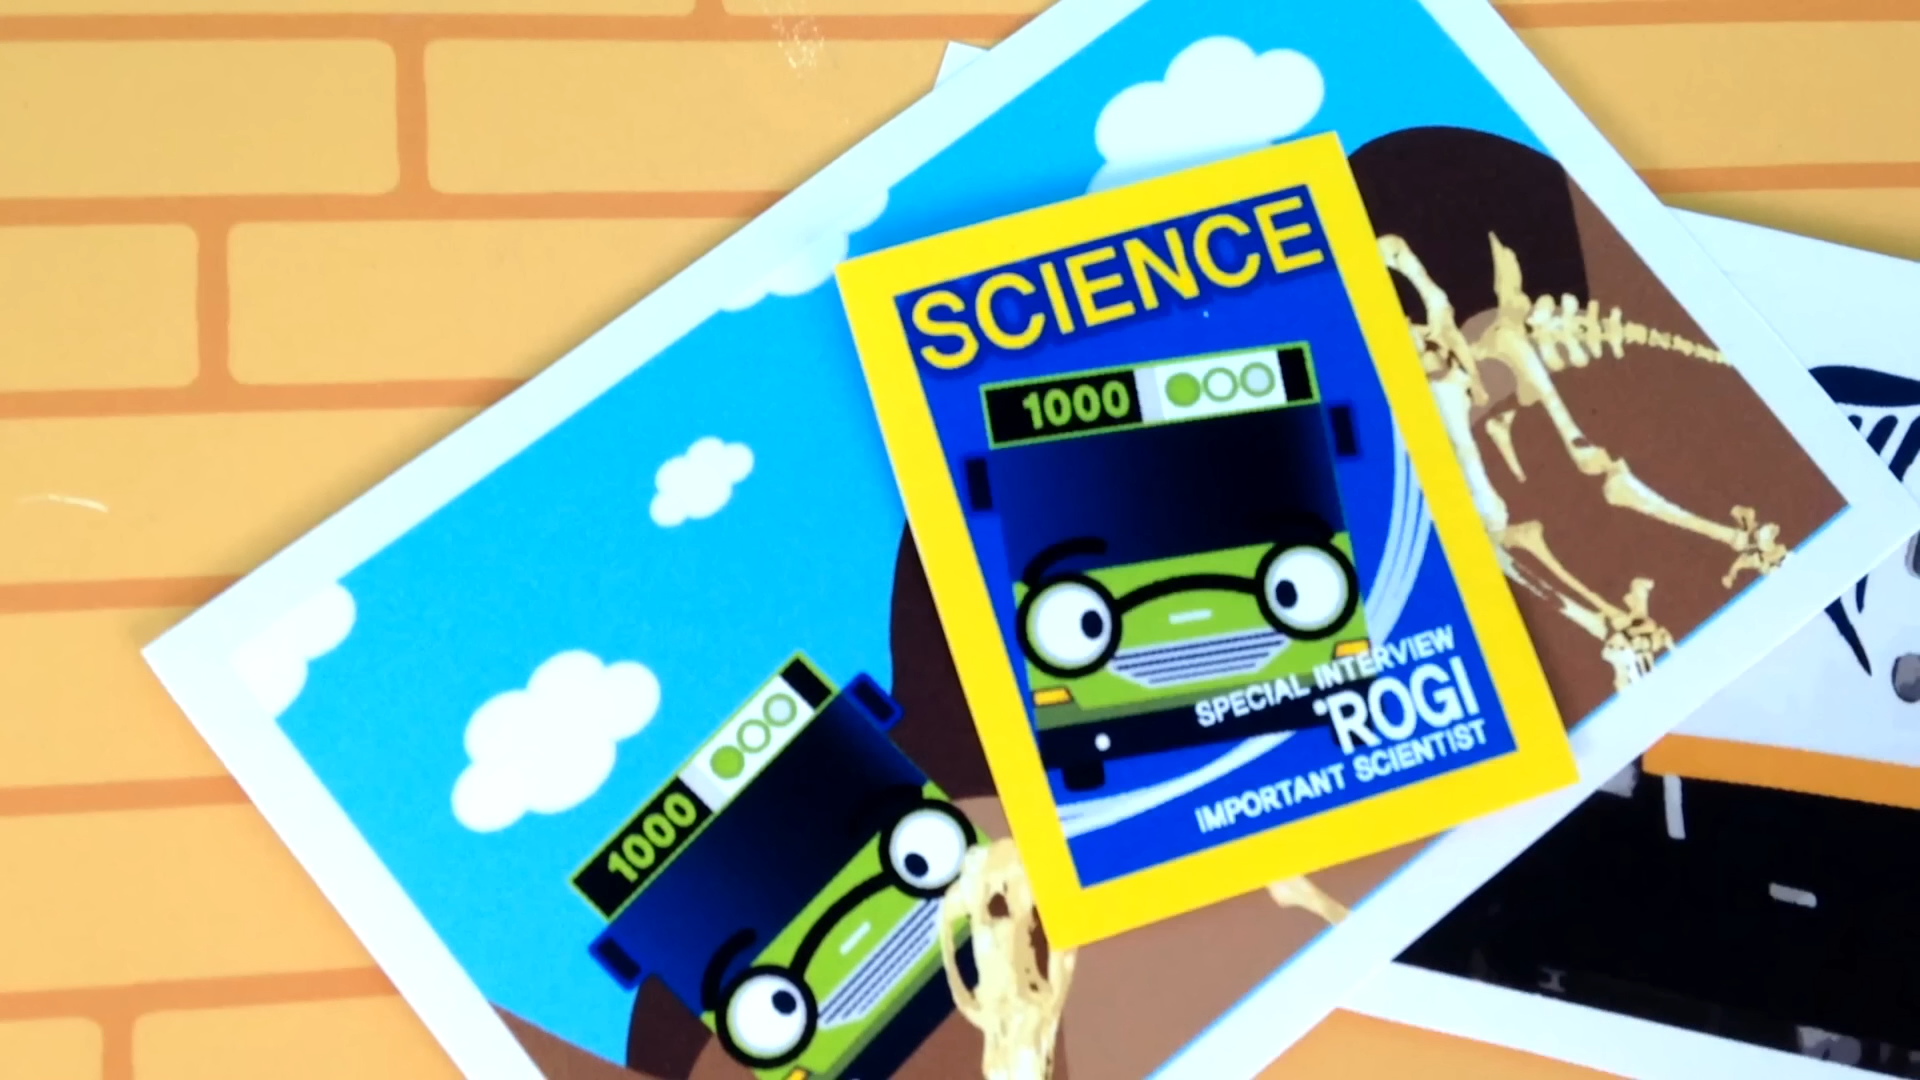 SCIENCE
1000
SPECIAL INTERVIEW
ROGI
IMPORTANT SCIENTIST
1000